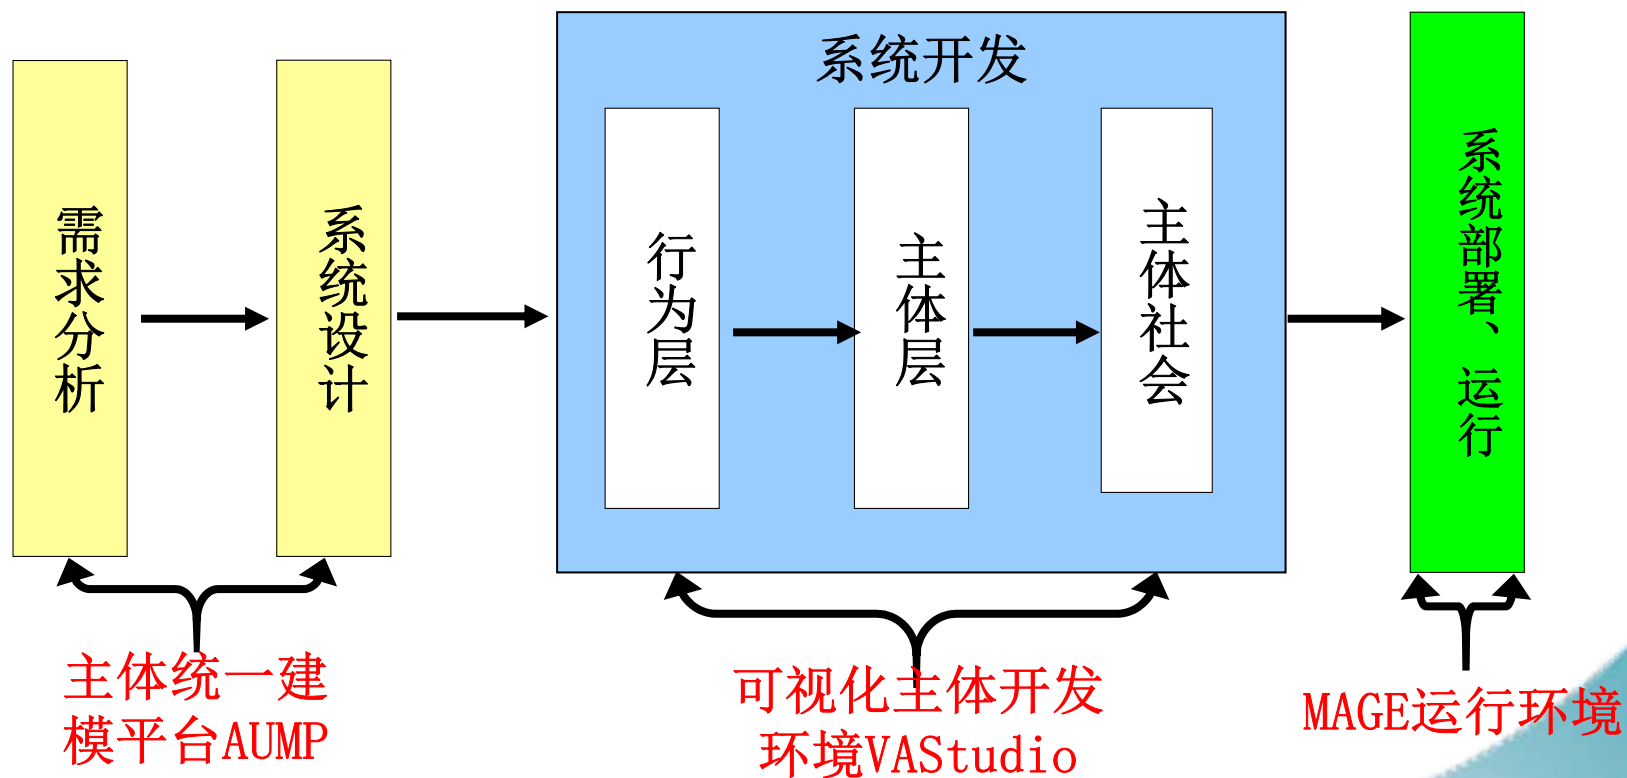 系统开发
需求分析
系统设计
行为层
主体层
主体社会
系统部署、运行
主体统一建
模平台AUMP
可视化主体开发
环境VAStudio
MAGE运行环境